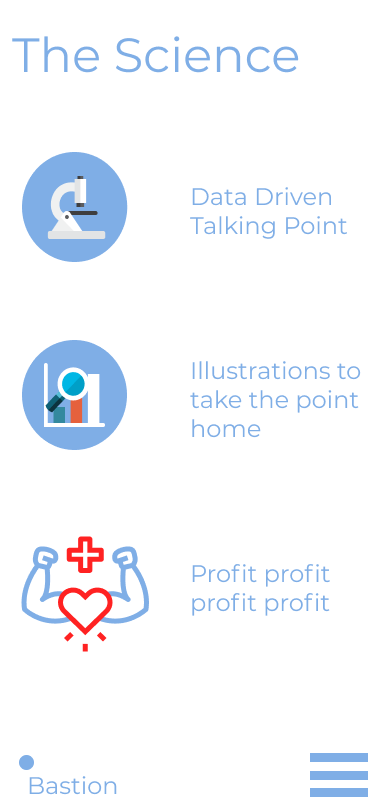 The Science
Data Driven
Talking Point
Illustrations to
take the point
home
Profit profit
profit profit
Bastion